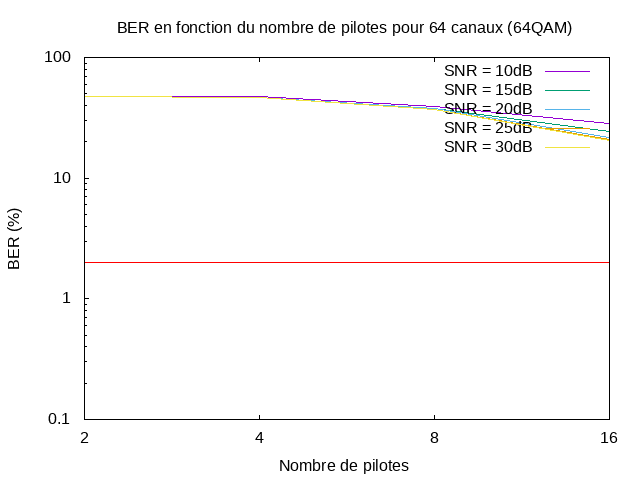 BER en fonction du nombre de pilotes pour 64 canaux (64QAM)
100
10
1
0.1
BER (%)
SNR = 10dB
SNR = 15dB
SNR = 20dB
SNR = 25dB
SNR = 30dB
2
4
8
16
Nombre de pilotes